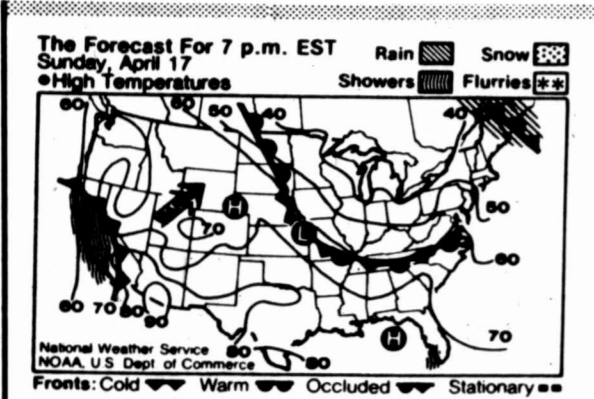 The Forecast For 7 p.m. EST
Sunday, April 17
●High Temperatures
Rain Snow
Showers Flurries **
60 60 50 40 40
H
70
L
50
60
60 70 80
90
H
70
80 80
National Weather Service
NOAA, U S Dept of Commerce
Fronts: Cold Warm Occluded Stationary